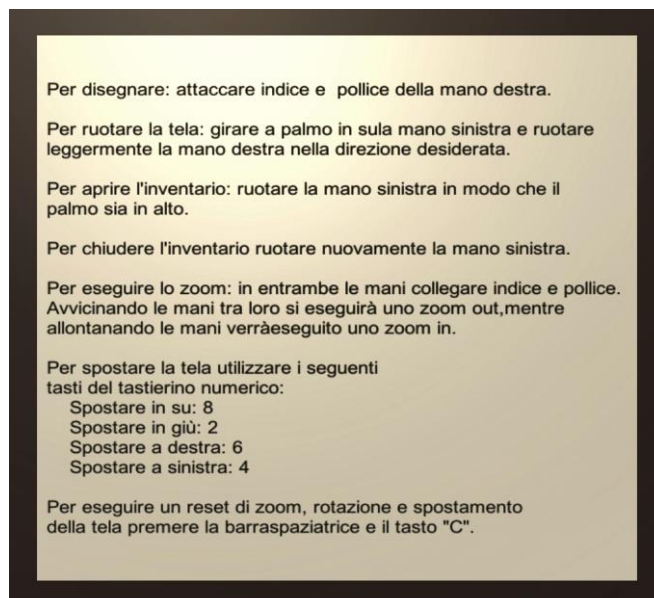 Per disegnare: attaccare indice e  pollice della mano destra.
Per ruotare la tela: girare a palmo in sula mano sinistra e ruotare
leggermente la mano destra nella direzione desiderata.
Per aprire l'inventario: ruotare la mano sinistra in modo che il
palmo sia in alto.
Per chiudere l'inventario ruotare nuovamente la mano sinistra.
Per eseguire lo zoom: in entrambe le mani collegare indice e pollice.
Avvicinando le mani tra loro si eseguirà uno zoom out,mentre
allontanando le mani verràeseguito uno zoom in.
Per spostare la tela utilizzare i seguenti
tasti del tastierino numerico:
Spostare in su: 8
Spostare in giù: 2
Spostare a destra: 6
Spostare a sinistra: 4
Per eseguire un reset di zoom, rotazione e spostamento
della tela premere la barraspaziatrice e il tasto "C".